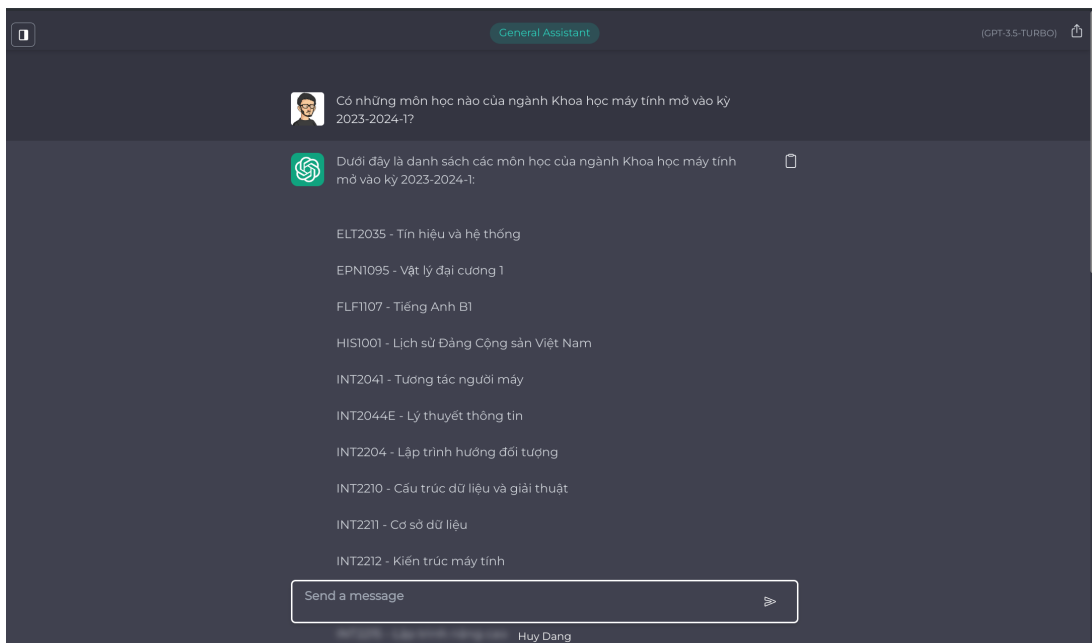 General Assistant
(GPT-3.5-TURBO)
Có những môn học nào của ngành Khoa học máy tính mở vào kỳ
2023-2024-1?
Dưới đây là danh sách các môn học của ngành Khoa học máy tính
mở vào kỳ 2023-2024-1:
ELT2035 - Tín hiệu và hệ thống
EPN1095 - Vật lý đại cương 1
FLF1107 - Tiếng Anh B1
HIS1001 - Lịch sử Đảng Cộng sản Việt Nam
INT2041 - Tương tác người máy
INT2044E - Lý thuyết thông tin
INT2204 - Lập trình hướng đối tượng
INT2210 - Cấu trúc dữ liệu và giải thuật
INT2211 - Cơ sở dữ liệu
INT2212 - Kiến trúc máy tính
Send a message
Huy Dang